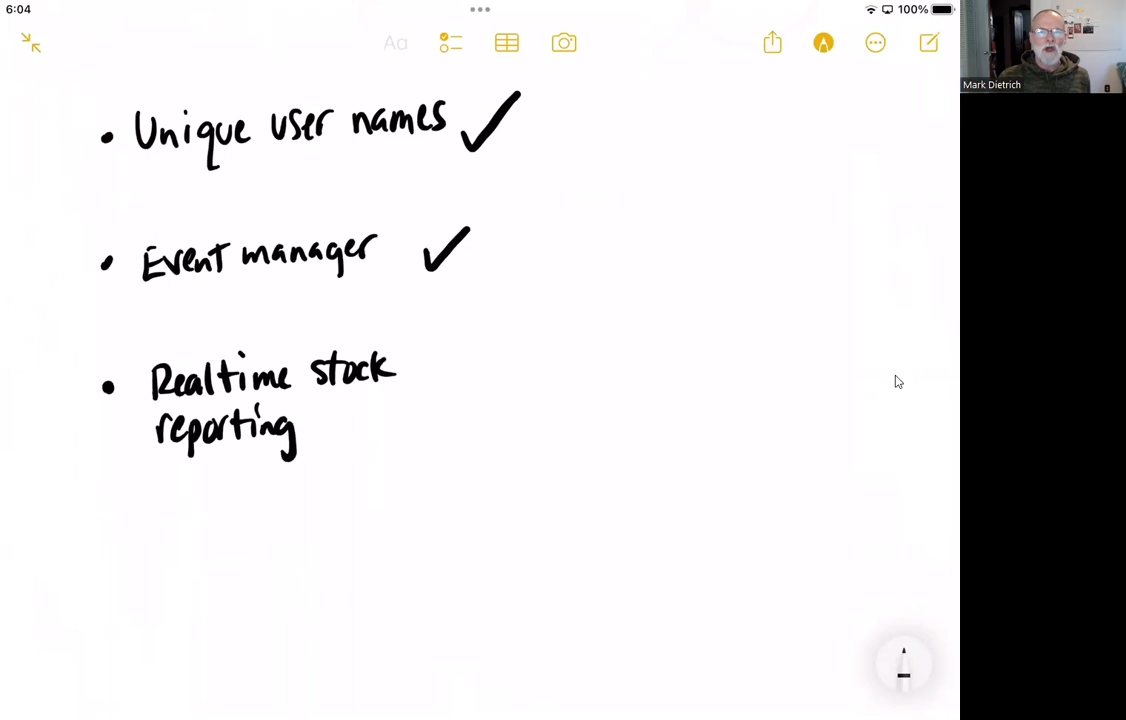 6:04
100%
Aa
Mark Dietrich
• Unique user names ✓
• Event manager ✓
• Realtime stock
reporting